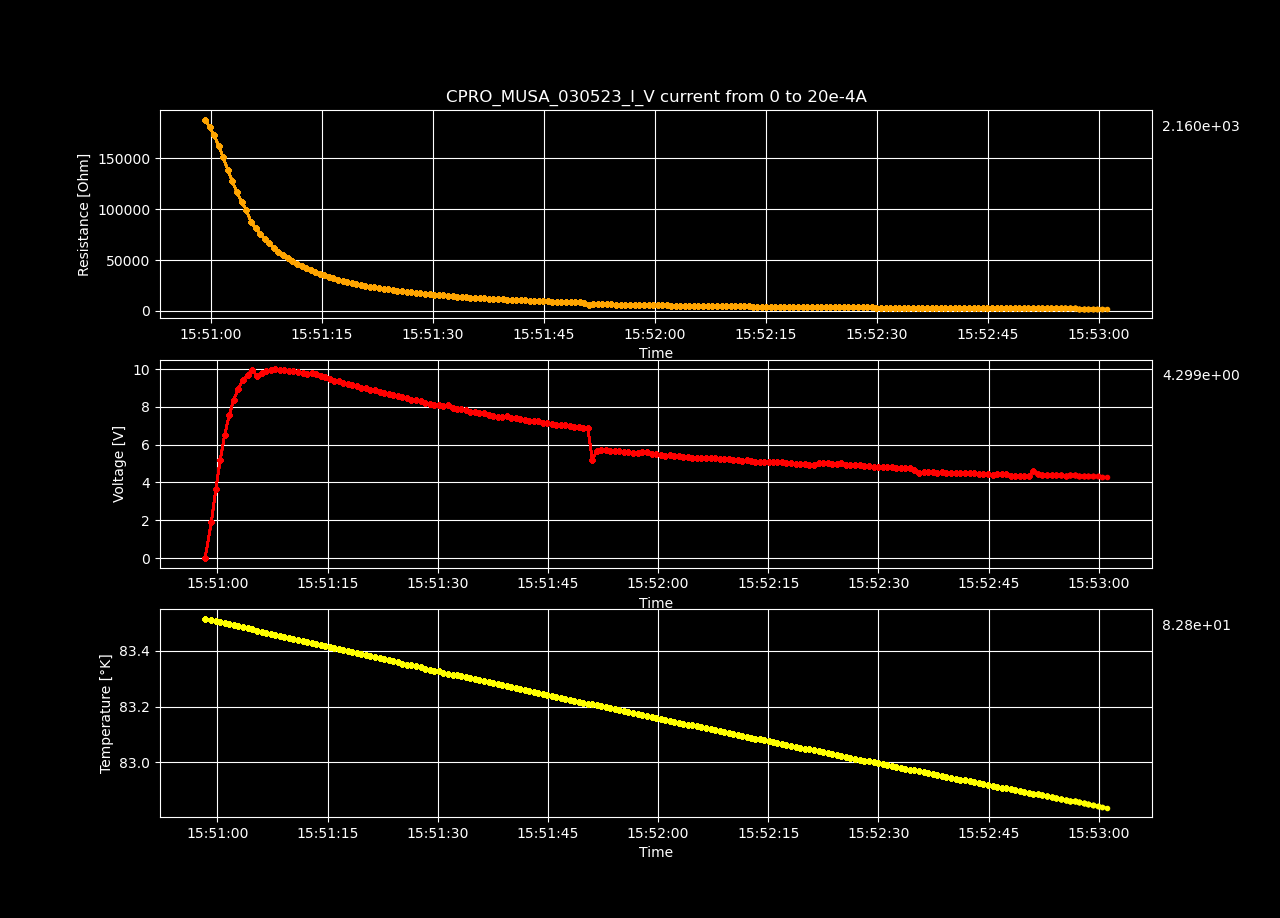 CPRO_MUSA_030523_I_V current from 0 to 20e-4A
2.160e+03
Resistance [Ohm]
150000
100000
50000
0
15:51:00 15:51:15 15:51:30 15:51:45 15:52:00 15:52:15 15:52:30 15:52:45 15:53:00
Time
4.299e+00
Voltage [V]
10
8
6
4
2
0
15:51:00 15:51:15 15:51:30 15:51:45 15:52:00 15:52:15 15:52:30 15:52:45 15:53:00
Time
8.28e+01
Temperature [°K]
83.4
83.2
83.0
15:51:00 15:51:15 15:51:30 15:51:45 15:52:00 15:52:15 15:52:30 15:52:45 15:53:00
Time